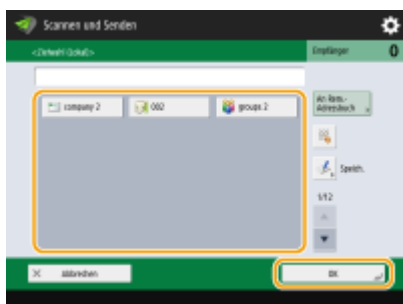 Scannen und Senden
<Zielwahl (Lokal)>
Empfänger 0
company 2
002
groups 2
An Rem.-
Adressbuch
Speich.
1/12
Abbrechen
OK